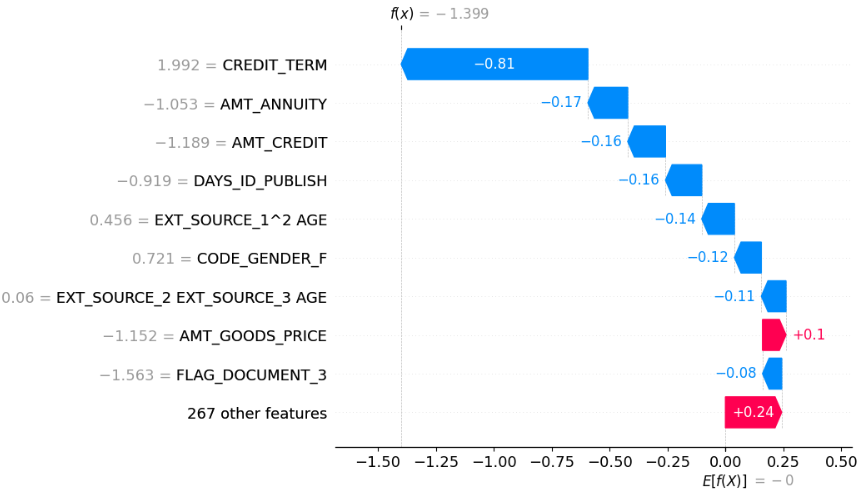 f(x) = −1.399
1.992 = CREDIT_TERM
−0.81
−1.053 = AMT_ANNUITY
−0.17
−1.189 = AMT_CREDIT
−0.16
−0.919 = DAYS_ID_PUBLISH
−0.16
0.456 = EXT_SOURCE_1^2 AGE
−0.14
0.721 = CODE_GENDER_F
−0.12
0.06 = EXT_SOURCE_2 EXT_SOURCE_3 AGE
−0.11
−1.152 = AMT_GOODS_PRICE
+0.1
−1.563 = FLAG_DOCUMENT_3
−0.08
267 other features
+0.24
−1.50 −1.25 −1.00 −0.75 −0.50 −0.25 0.00 0.25 0.50
E[f(X)] = −0